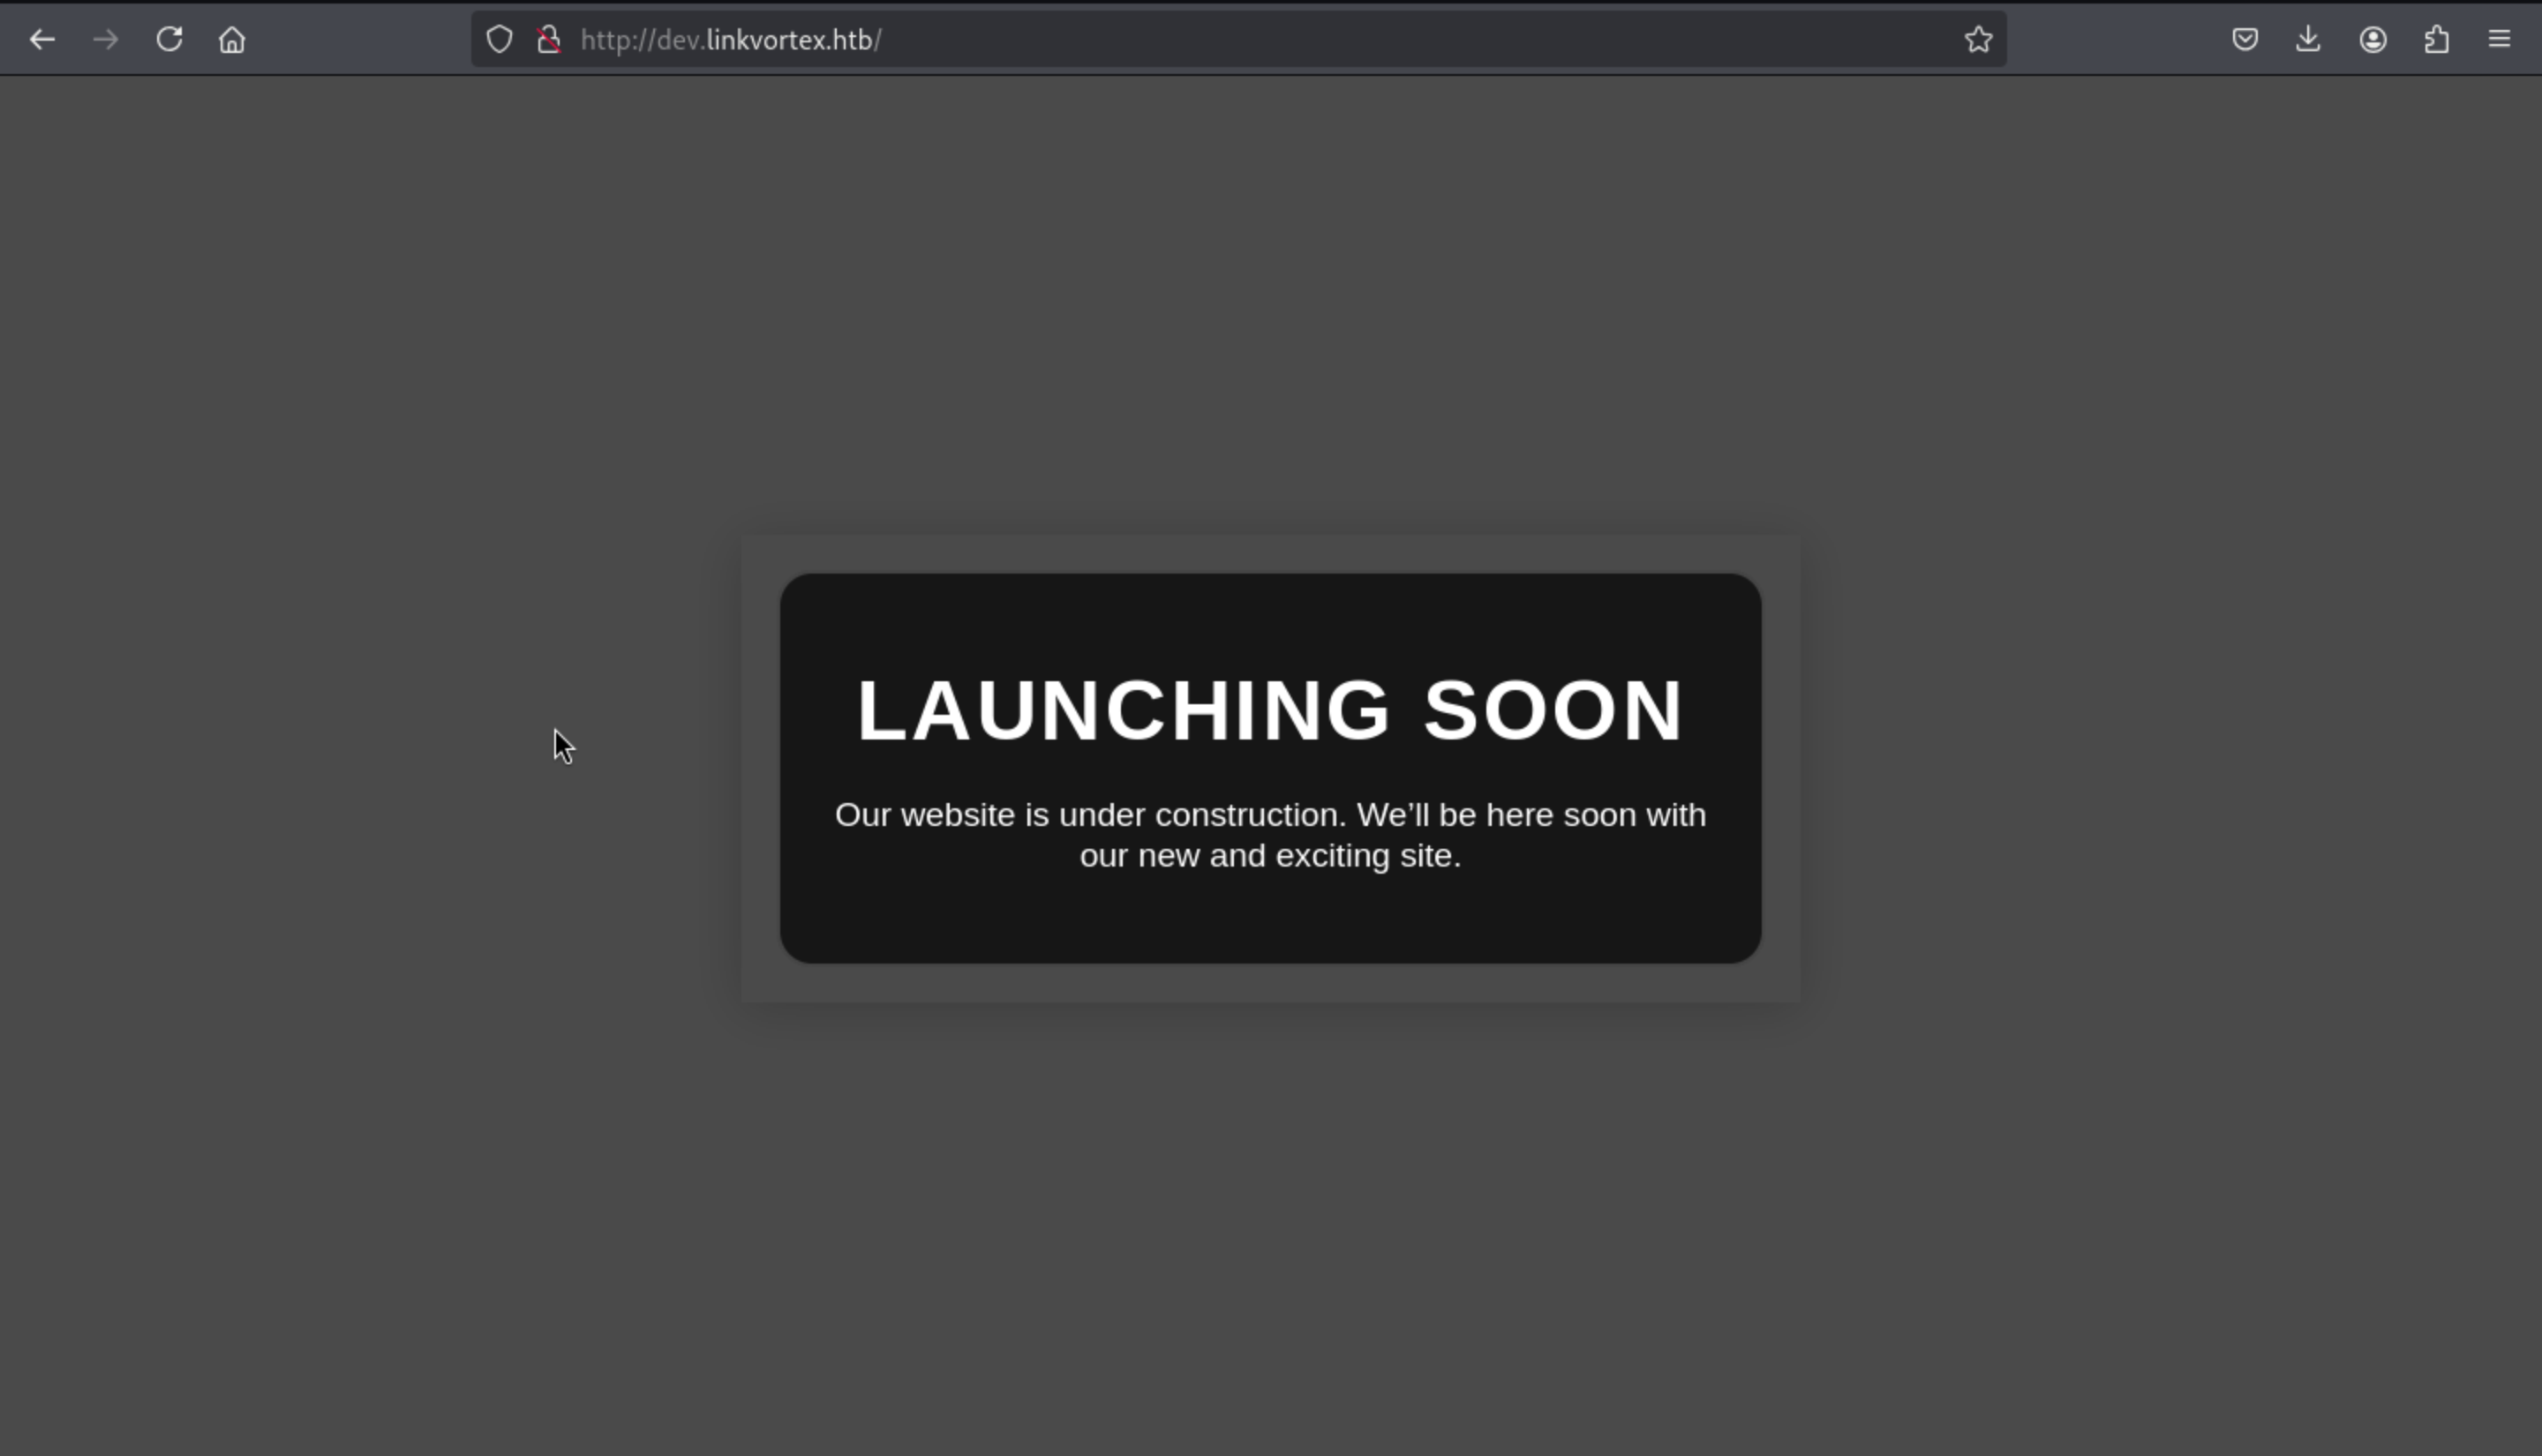 http://dev.linkvortex.htb/
LAUNCHING SOON
Our website is under construction. We’ll be here soon with
our new and exciting site.